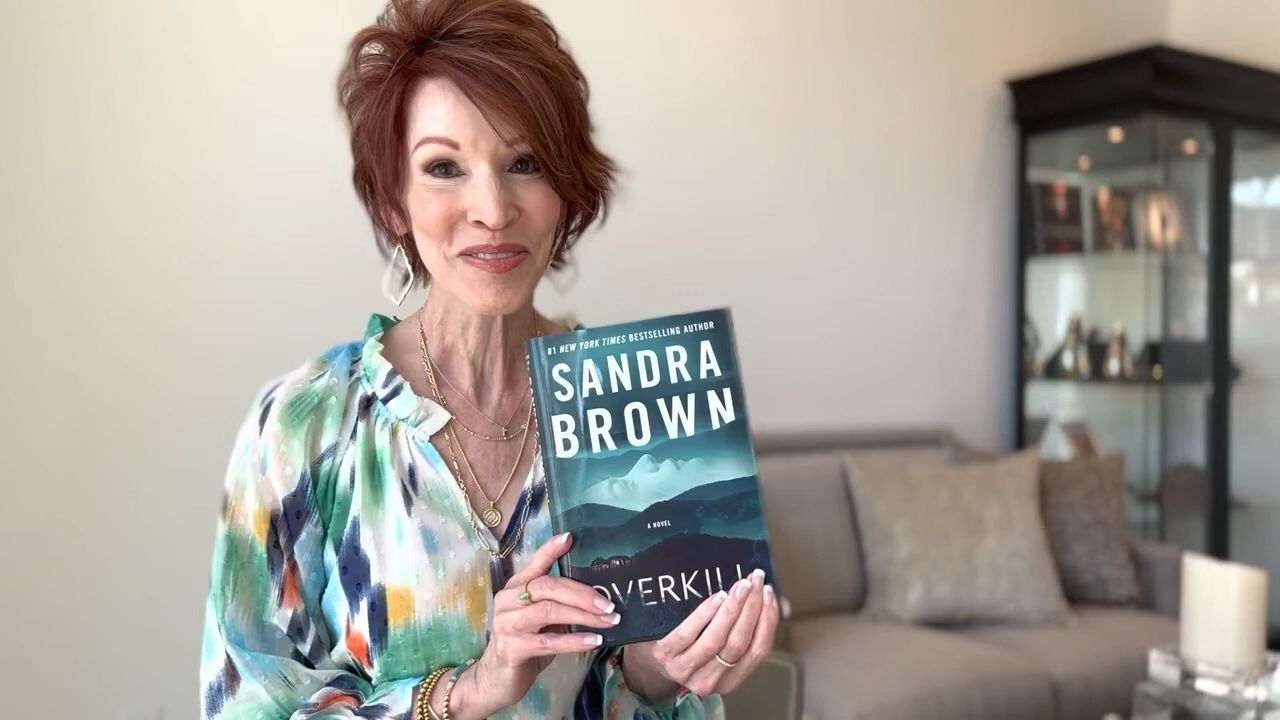 #1 NEW YORK TIMES BESTSELLING AUTHOR
SANDRA
BROWN
A NOVEL
OVERKILL